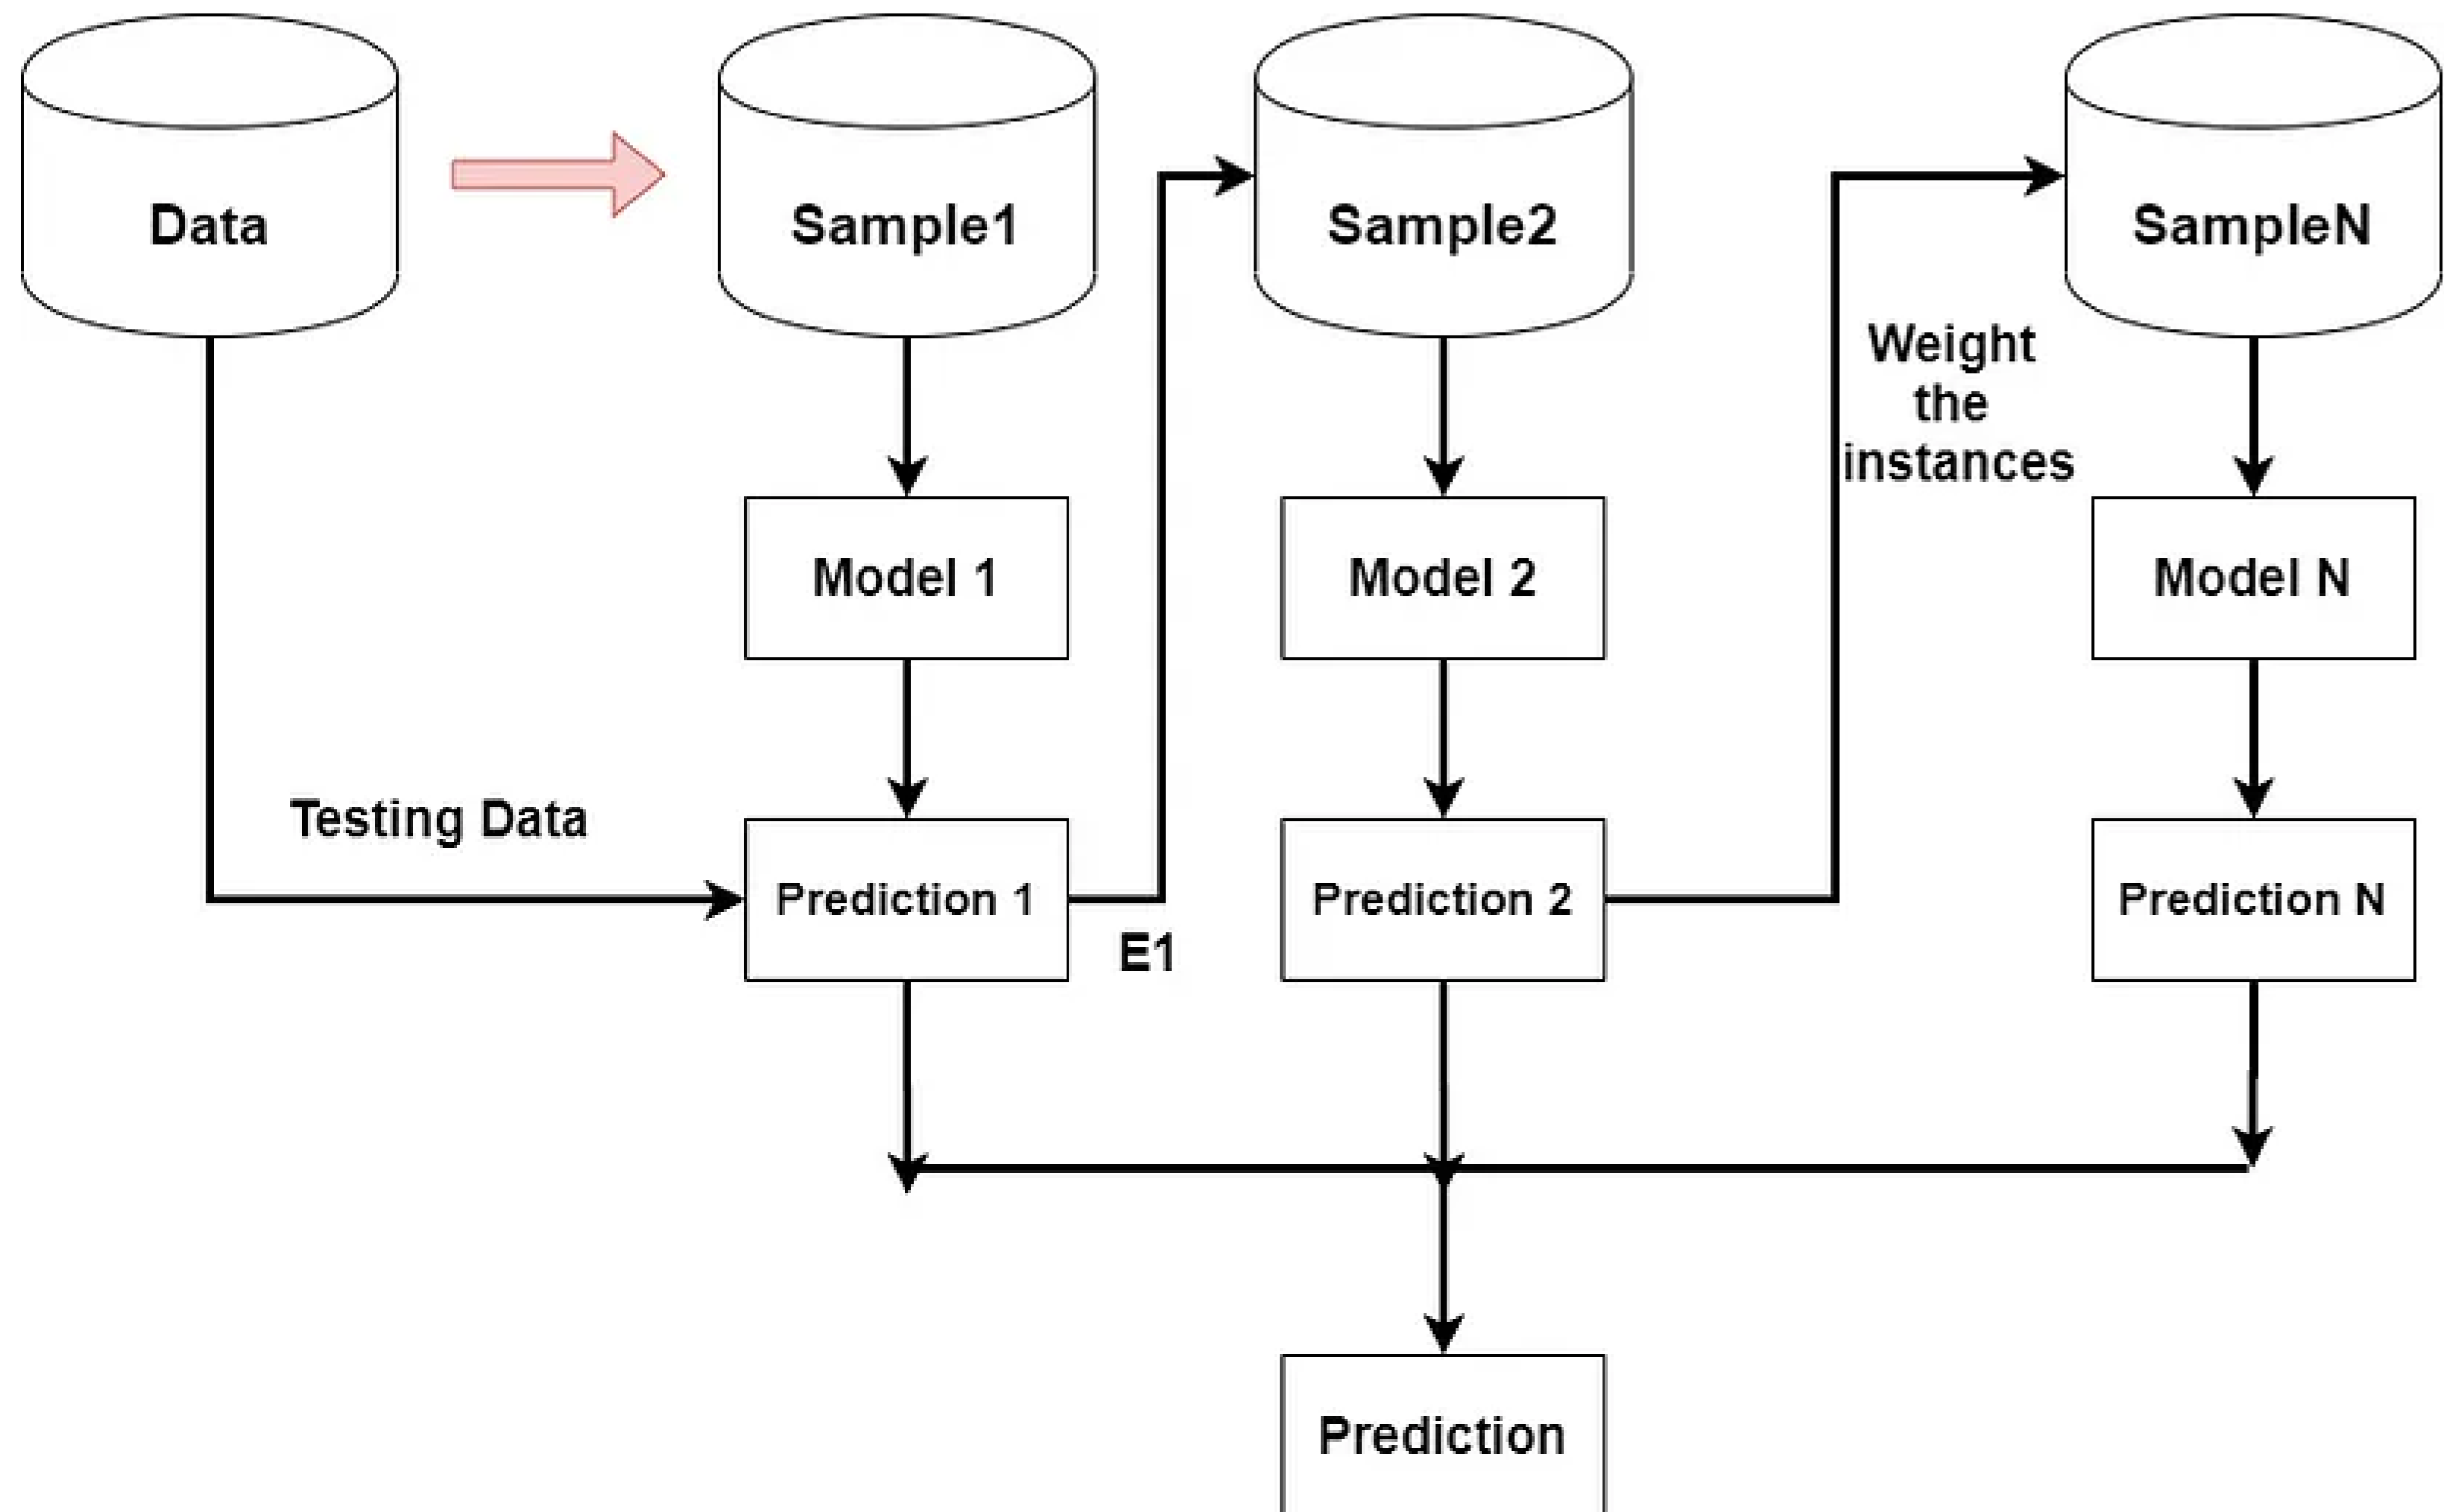 Data
Sample1
Sample2
SampleN
Weight
the
instances
Model 1
Model 2
Model N
Testing Data
Prediction 1
Prediction 2
Prediction N
E1
Prediction